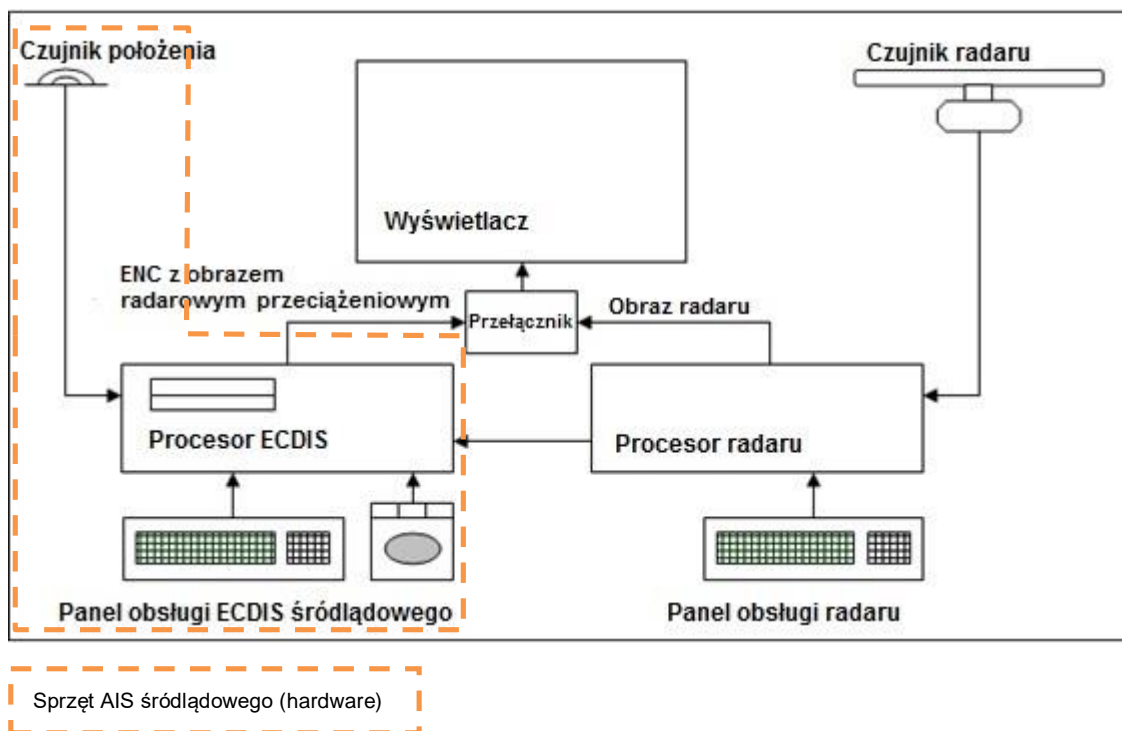 Czujnik położenia
Czujnik radaru
Wyświetlacz
ENC z obrazem
radarowym przeciążeniowym
Przełącznik
Obraz radaru
Procesor ECDIS
Procesor radaru
Panel obsługi ECDIS śródlądowego
Panel obsługi radaru
Sprzęt AIS śródlądowego (hardware)